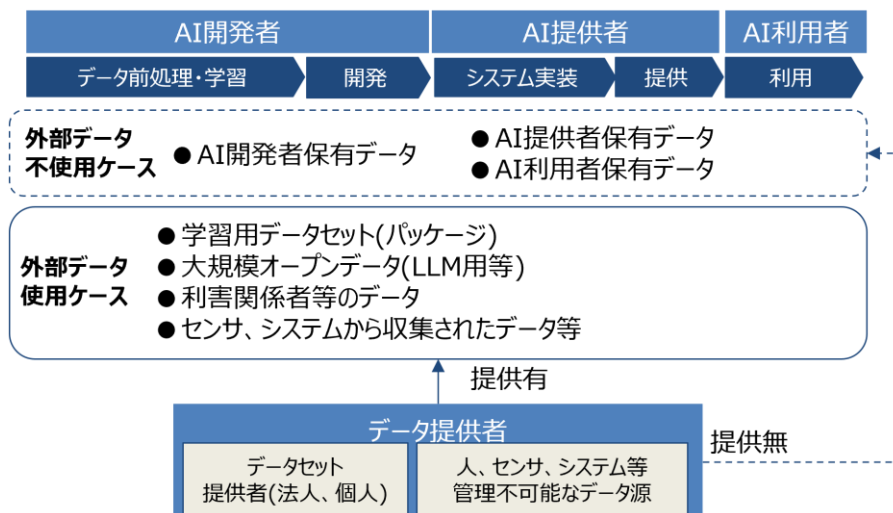 AI開発者
AI提供者
AI利用者
データ前処理・学習
開発
システム実装
提供
利用
外部データ
不使用ケース
● AI開発者保有データ
● AI提供者保有データ
● AI利用者保有データ
外部データ
使用ケース
● 学習用データセット(パッケージ)
● 大規模オープンデータ(LLM用等)
● 利害関係者等のデータ
● センサ、システムから収集されたデータ等
提供有
データ提供者
提供無
データセット
提供者(法人、個人)
人、センサ、システム等
管理不可能なデータ源